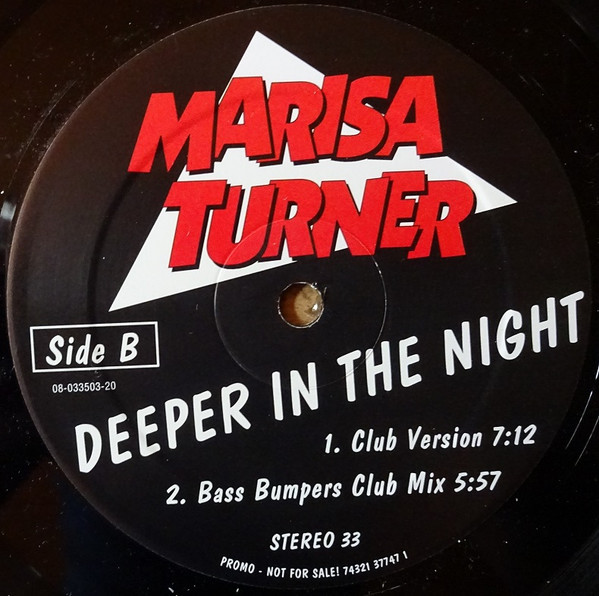 MARISA
TURNER
Side B
08-033503-20
DEEPER IN THE NIGHT
1. Club Version 7:12
2. Bass Bumpers Club Mix 5:57
STEREO 33
PROMO - NOT FOR SALE! 74321 37747 1